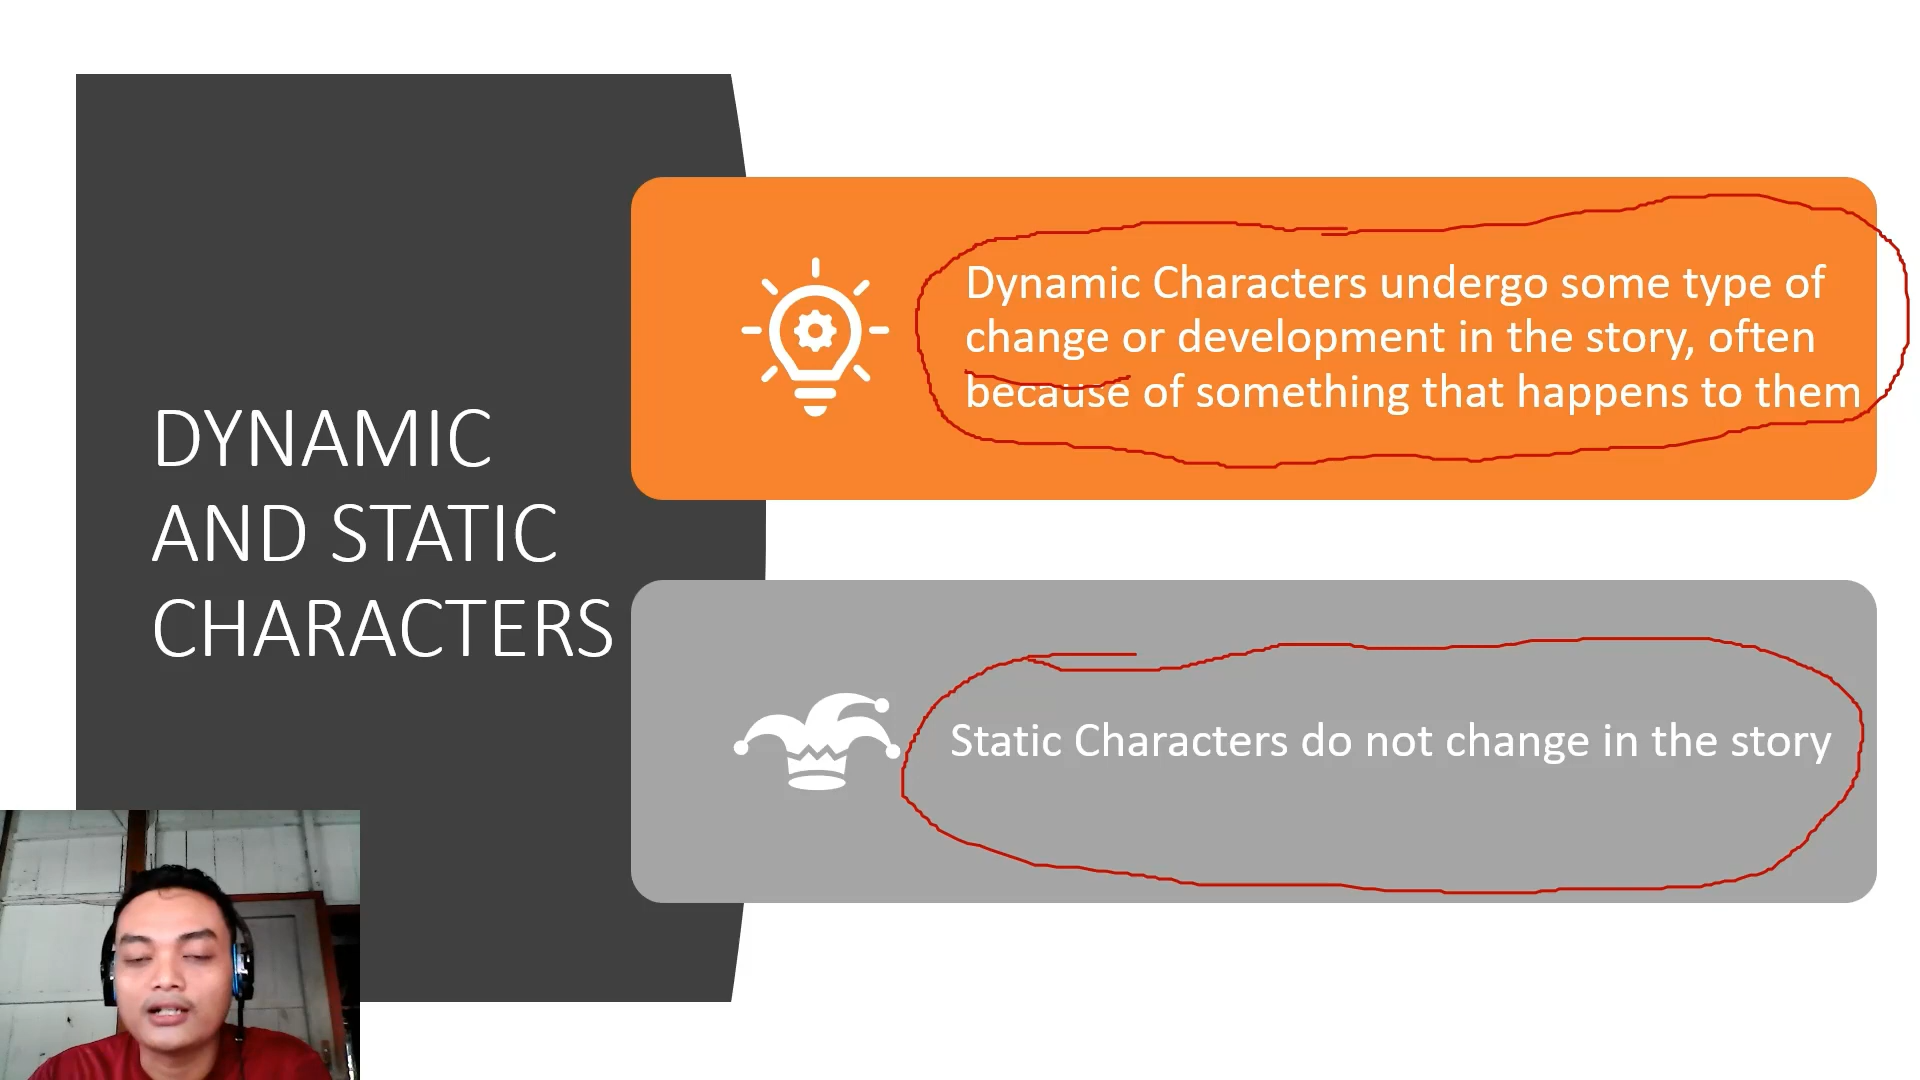 DYNAMIC
AND STATIC
CHARACTERS
Dynamic Characters undergo some type of
change or development in the story, often
because of something that happens to them
Static Characters do not change in the story